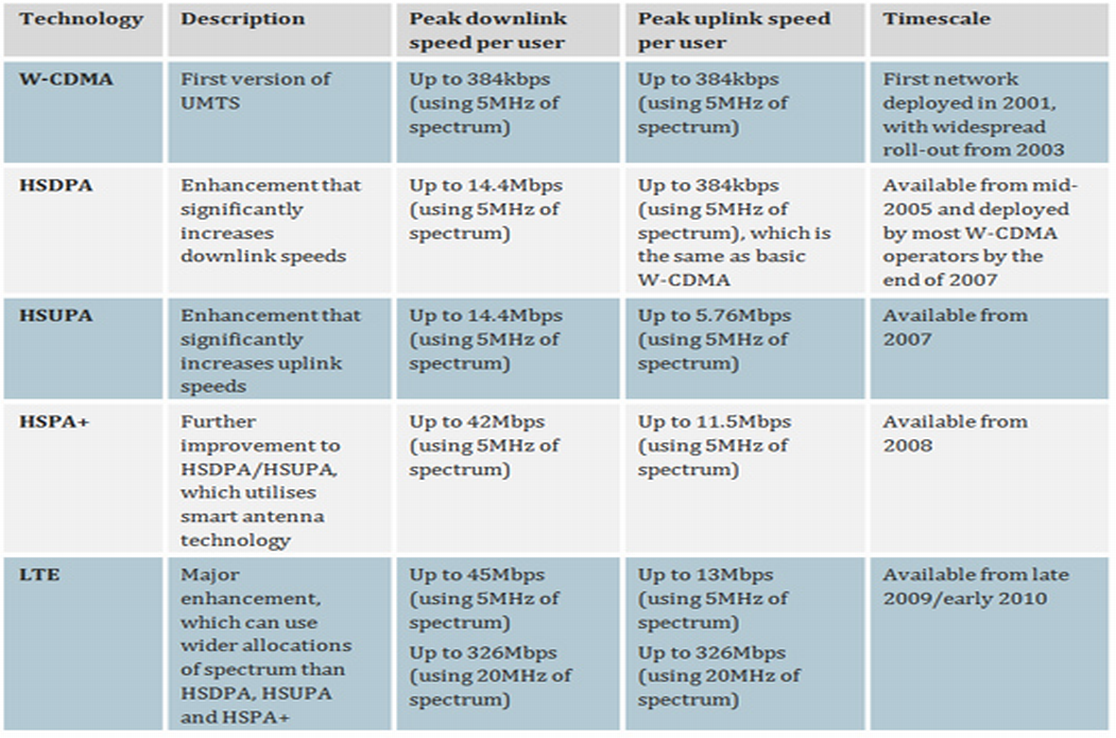 Technology
Description
Peak downlink
speed per user
Peak uplink speed
per user
Timescale
W-CDMA
First version of
UMTS
Up to 384kbps
(using 5MHz of
spectrum)
Up to 384kbps
(using 5MHz of
spectrum)
First network
deployed in 2001,
with widespread
roll-out from 2003
HSDPA
Enhancement that
significantly
increases
downlink speeds
Up to 14.4Mbps
(using 5MHz of
spectrum)
Up to 384kbps
(using 5MHz of
spectrum), which is
the same as basic
W-CDMA
Available from mid-
2005 and deployed
by most W-CDMA
operators by the
end of 2007
HSUPA
Enhancement that
significantly
increases uplink
speeds
Up to 14.4Mbps
(using 5MHz of
spectrum)
Up to 5.76Mbps
(using 5MHz of
spectrum)
Available from
2007
HSPA+
Further
improvement to
HSDPA/HSUPA,
which utilises
smart antenna
technology
Up to 42Mbps
(using 5MHz of
spectrum)
Up to 11.5Mbps
(using 5MHz of
spectrum)
Available from
2008
LTE
Major
enhancement,
which can use
wider allocations
of spectrum than
HSDPA, HSUPA
and HSPA+
Up to 45Mbps
(using 5MHz of
spectrum)
Up to 326Mbps
(using 20MHz of
spectrum)
Up to 13Mbps
(using 5MHz of
spectrum)
Up to 326Mbps
(using 20MHz of
spectrum)
Available from late
2009/early 2010